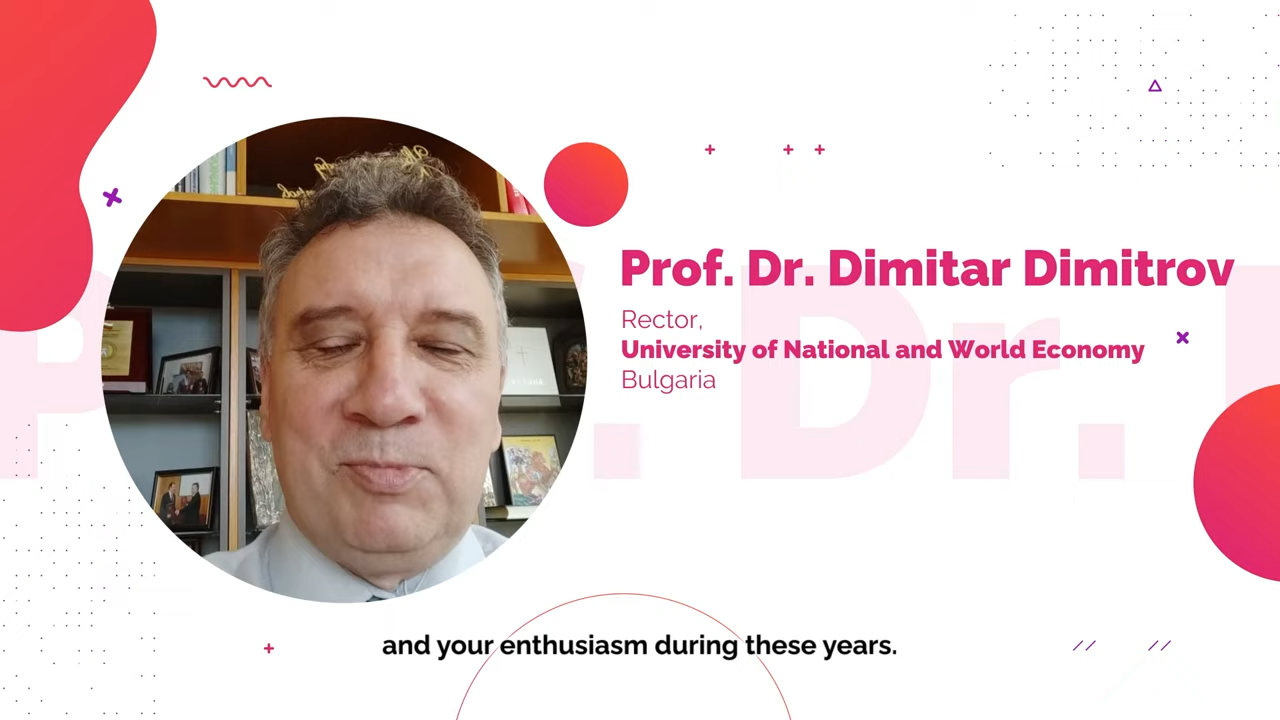 Prof. Dr. Dimitar Dimitrov
Rector,
University of National and World Economy
Bulgaria
and your enthusiasm during these years.